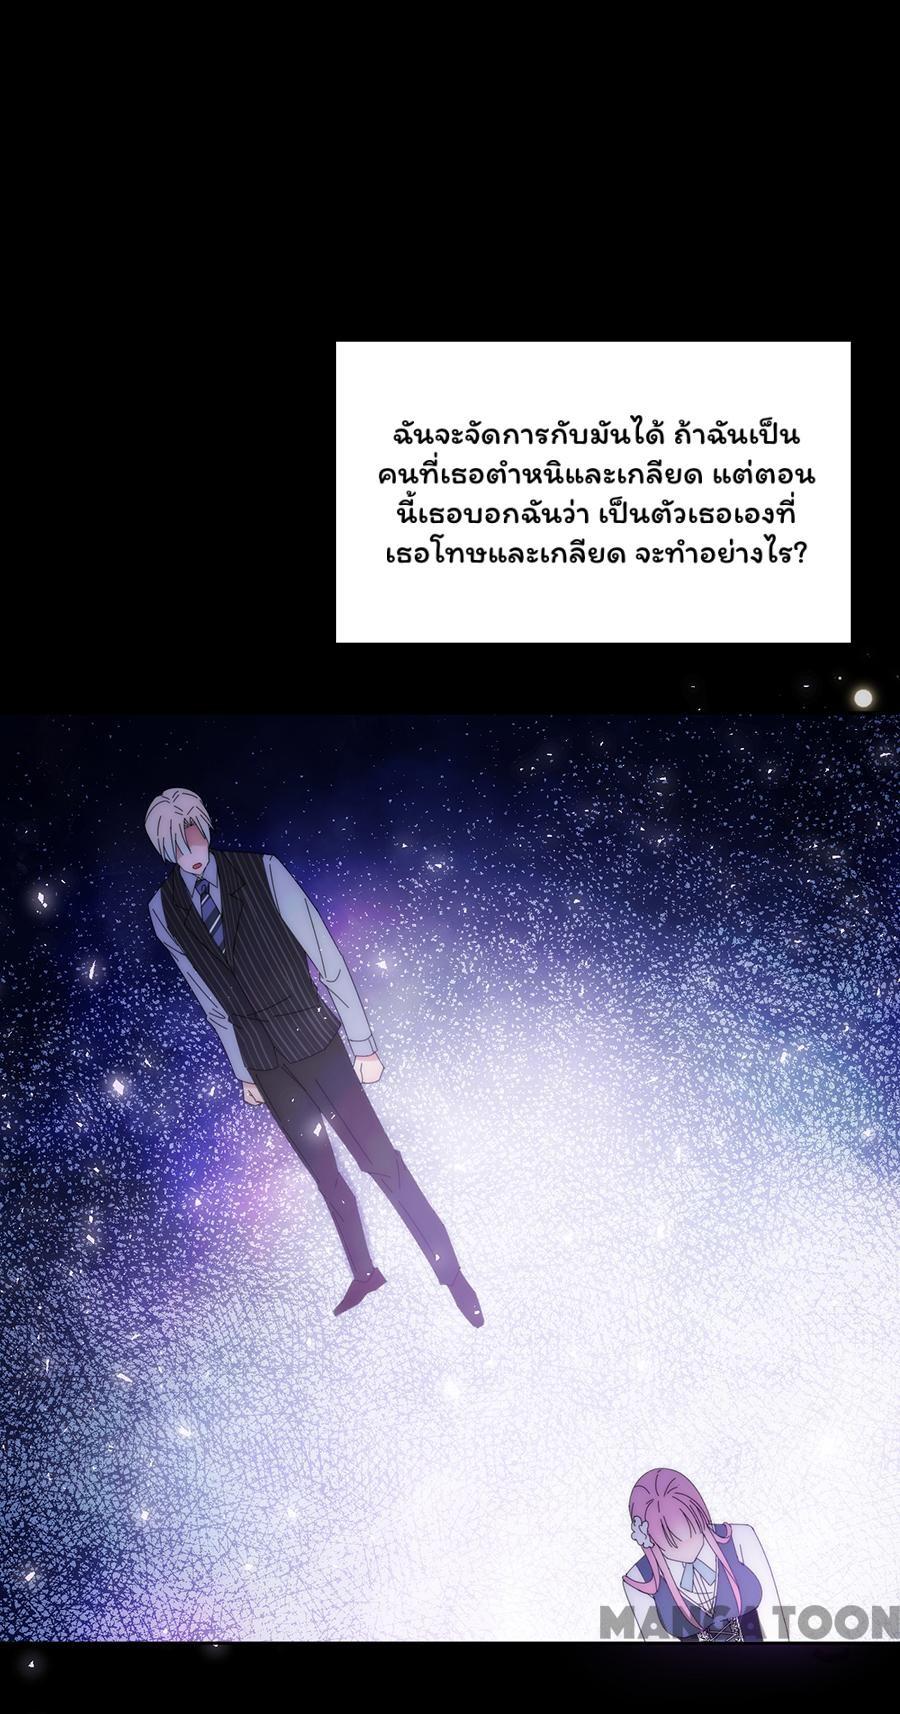 ฉันจะจัดการกับมันได้ ถ้าฉันเป็น
คนที่เธอตำหนิและเกลียด แต่ตอน
นี้เธอบอกฉันว่า เป็นตัวเธอเองที่
เธอโทษและเกลียด จะทำอย่างไร?
MANGATOON